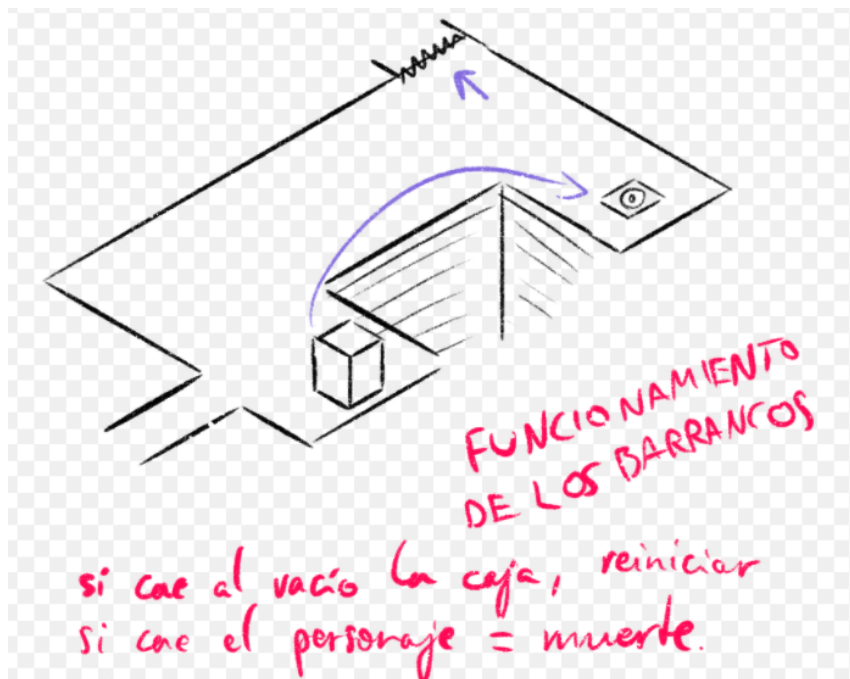 FUNCIONAMIENTO
DE LOS BARRANCOS
si cae al vacío la caja, reiniciar
si cae el personaje = muerte.